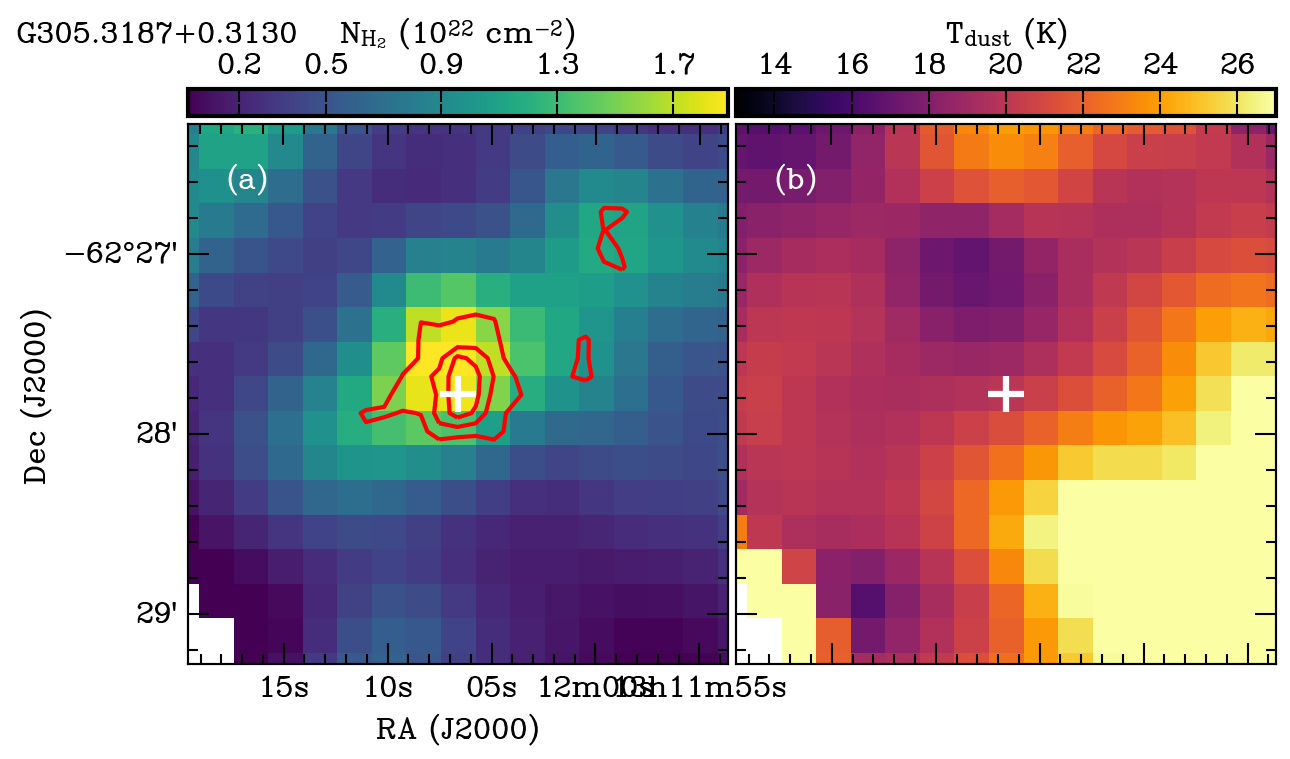 G305.3187+0.3130 N_H₂ (10²² cm⁻²) T_dust (K)
0.2 0.5 0.9 1.3 1.7 14 16 18 20 22 24 26
(a) (b)
−62°27'
28'
29'
Dec (J2000)
15s 10s 05s 12m00s 13h11m55s
RA (J2000)